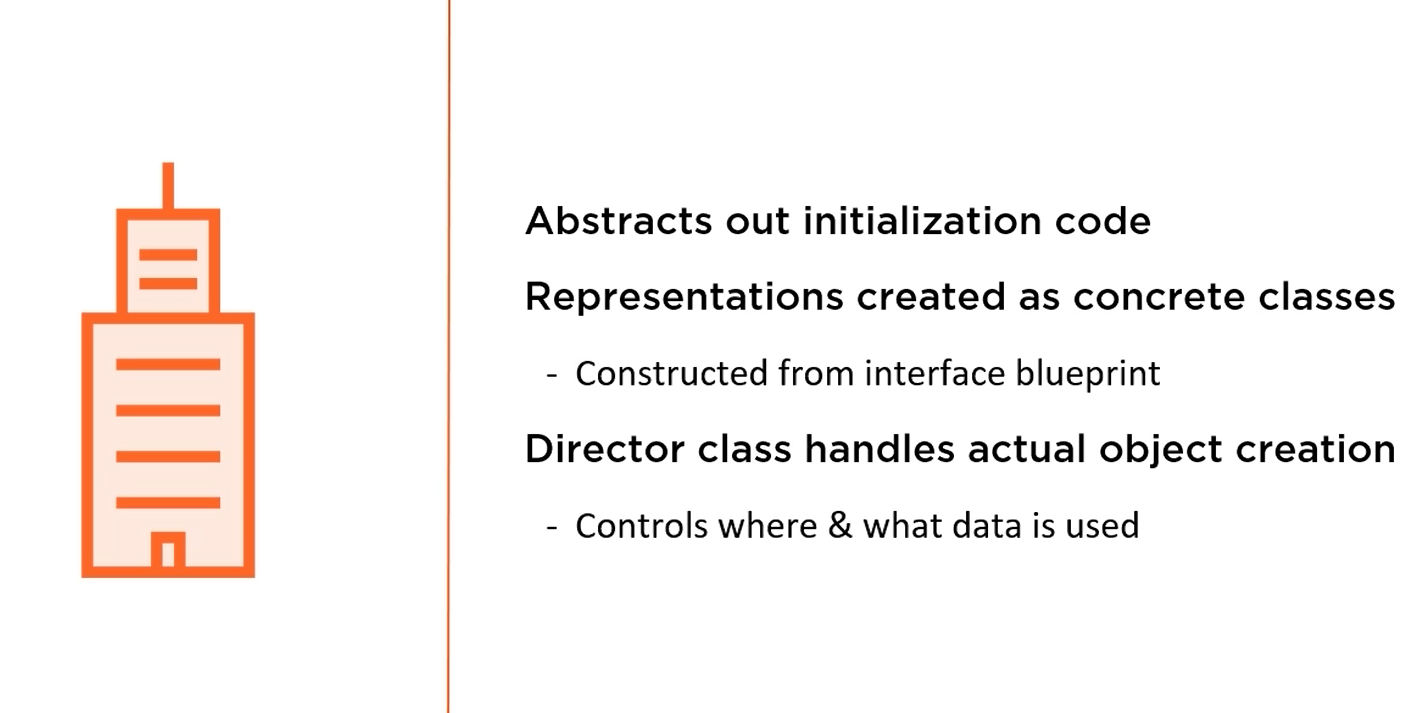 Abstracts out initialization code
Representations created as concrete classes
- Constructed from interface blueprint
Director class handles actual object creation
- Controls where & what data is used